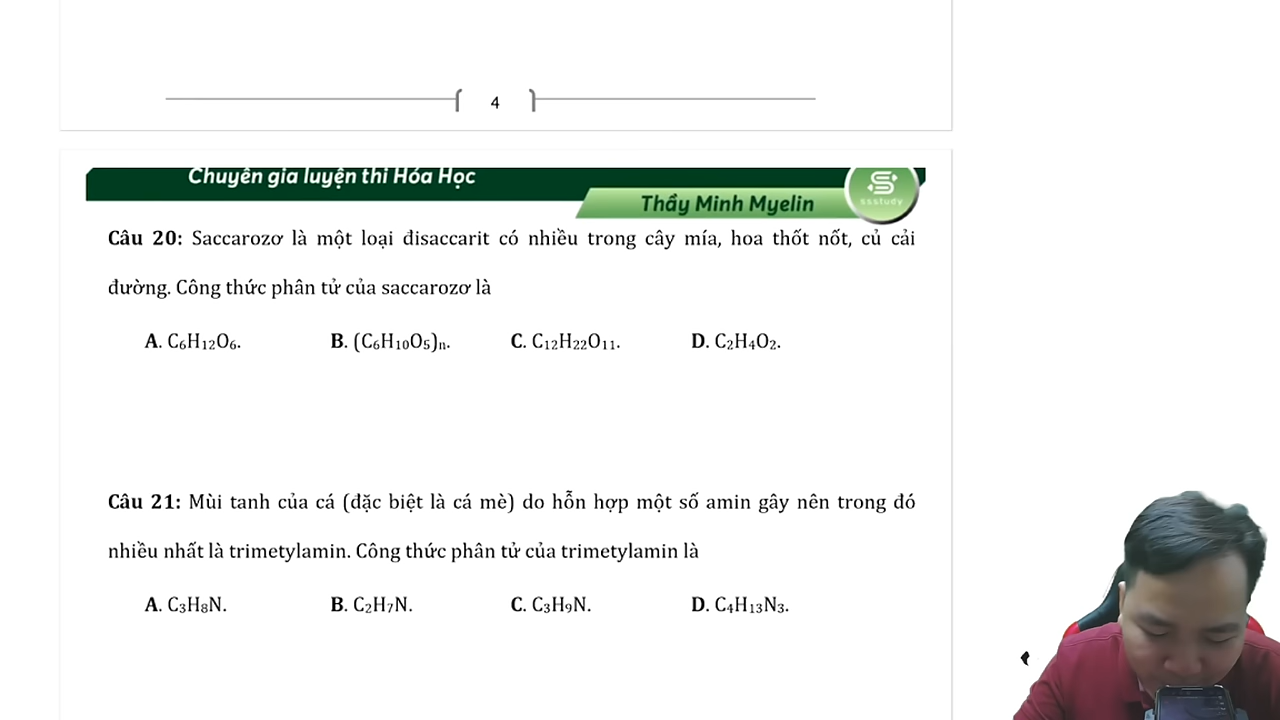 4
Chuyên gia luyện thi Hóa Học
ssstudy
Thầy Minh Myelin
Câu 20: Saccarozơ là một loại đisaccarit có nhiều trong cây mía, hoa thốt nốt, củ cải
đường. Công thức phân tử của saccarozơ là
A. C₆H₁₂O₆. B. (C₆H₁₀O₅)ₙ. C. C₁₂H₂₂O₁₁. D. C₂H₄O₂.
Câu 21: Mùi tanh của cá (đặc biệt là cá mè) do hỗn hợp một số amin gây nên trong đó
nhiều nhất là trimetylamin. Công thức phân tử của trimetylamin là
A. C₃H₈N. B. C₂H₇N. C. C₃H₉N. D. C₄H₁₃N₃.